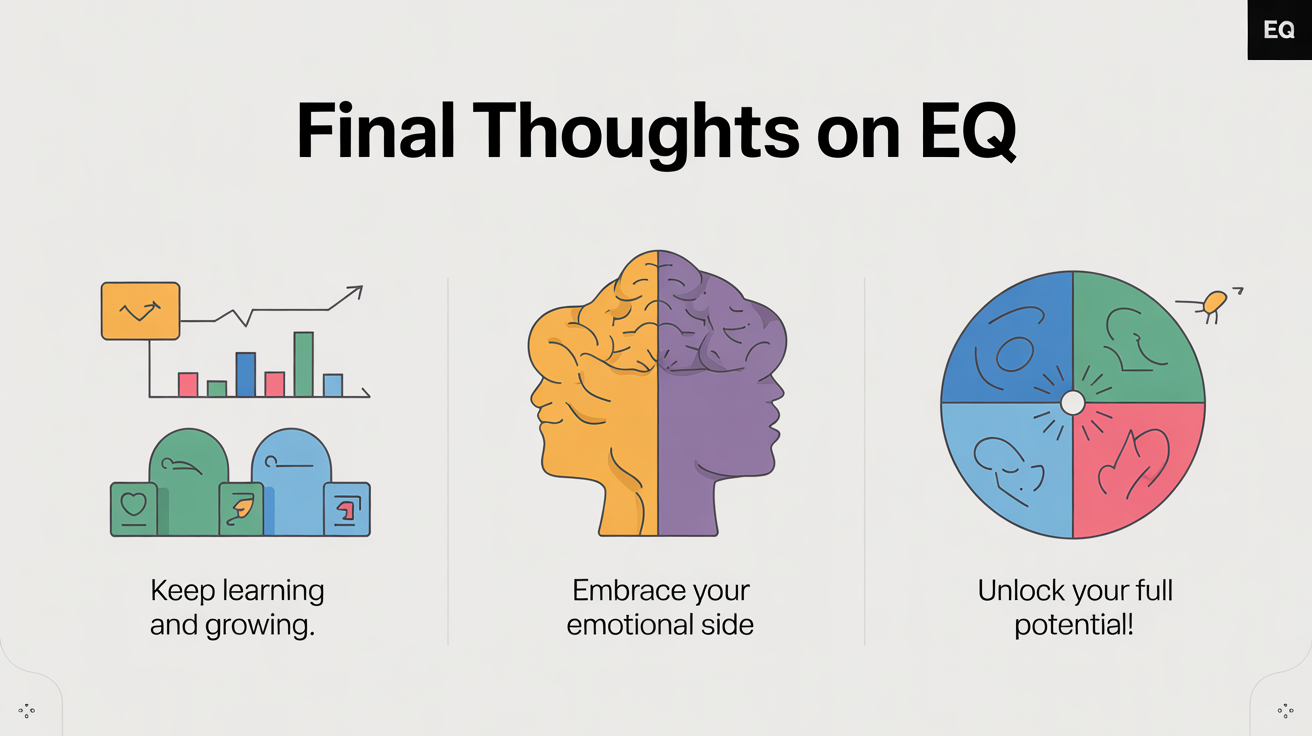 EQ
Final Thoughts on EQ
Keep learning
and growing.
Embrace your
emotional side
Unlock your full
potential!